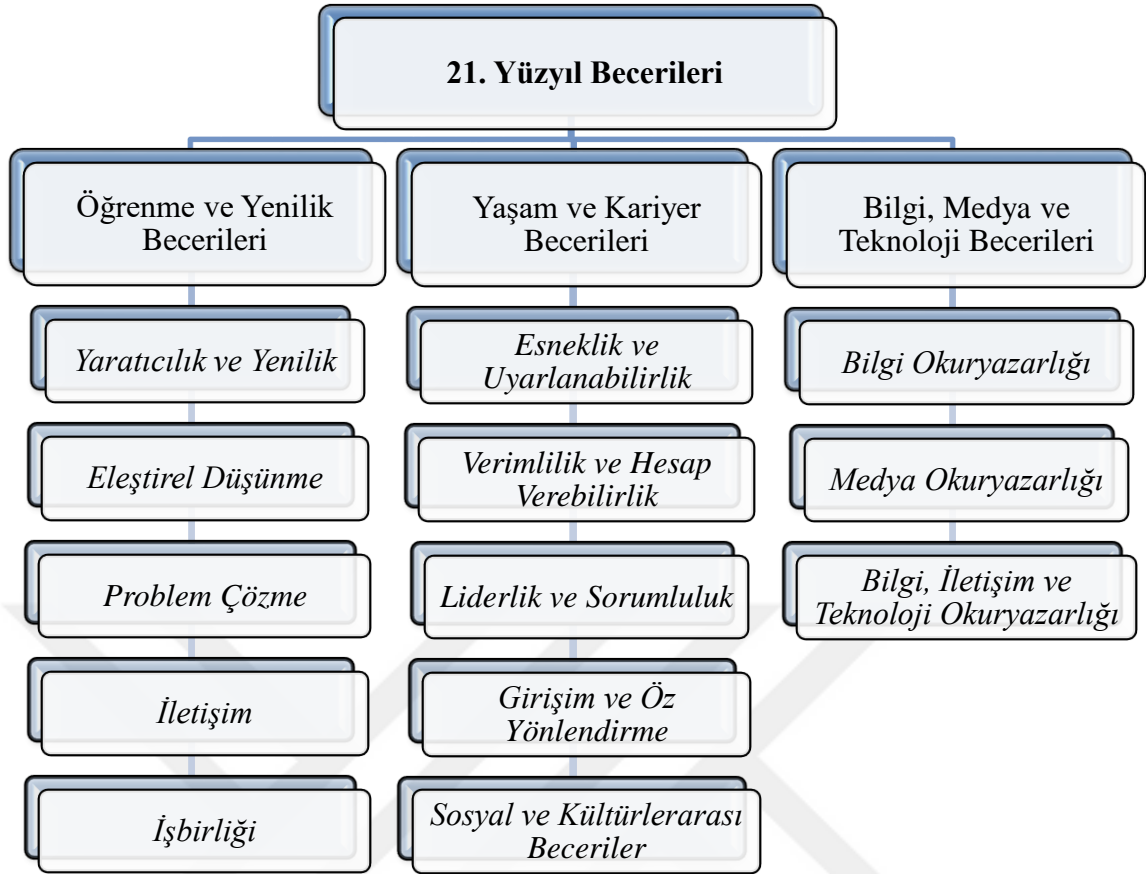 21. Yüzyıl Becerileri
Öğrenme ve Yenilik
Becerileri
Yaratıcılık ve Yenilik
Eleştirel Düşünme
Problem Çözme
İletişim
İşbirliği
Yaşam ve Kariyer
Becerileri
Esneklik ve
Uyarlanabilirlik
Verimlilik ve Hesap
Verebilirlik
Liderlik ve Sorumluluk
Girişim ve Öz
Yönlendirme
Sosyal ve Kültürlerarası
Beceriler
Bilgi, Medya ve
Teknoloji Becerileri
Bilgi Okuryazarlığı
Medya Okuryazarlığı
Bilgi, İletişim ve
Teknoloji Okuryazarlığı